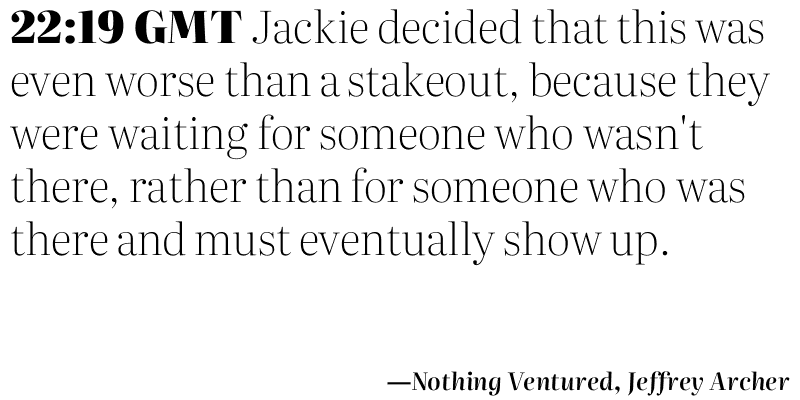 22:19 GMT Jackie decided that this was
even worse than a stakeout, because they
were waiting for someone who wasn't
there, rather than for someone who was
there and must eventually show up.
—Nothing Ventured, Jeffrey Archer